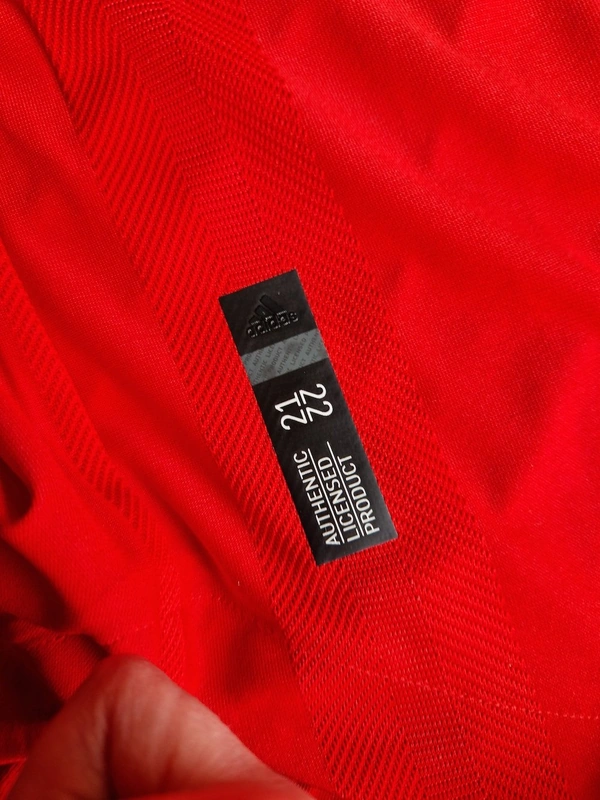 adidas
21
22
AUTHENTIC
LICENSED
PRODUCT